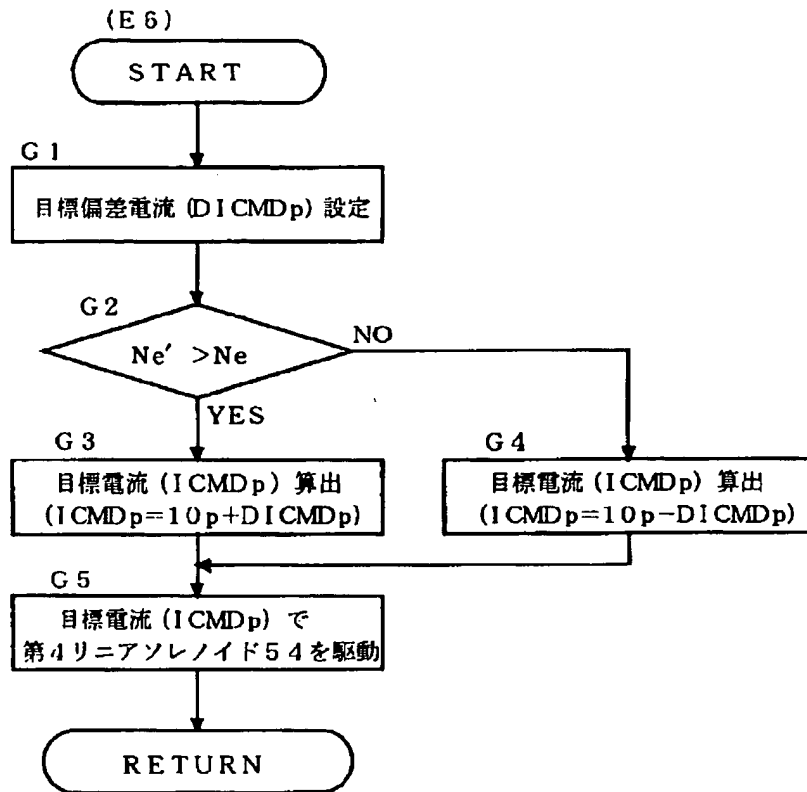 (E6)
START
G1
目標偏差電流(DICMDp)設定
G2
Ne′>Ne
NO
YES
G3
目標電流(ICMDp)算出
(ICMDp=10p+DICMDp)
G4
目標電流(ICMDp)算出
(ICMDp=10p−DICMDp)
G5
目標電流(ICMDp)で
第4リニアソレノイド54を駆動
RETURN